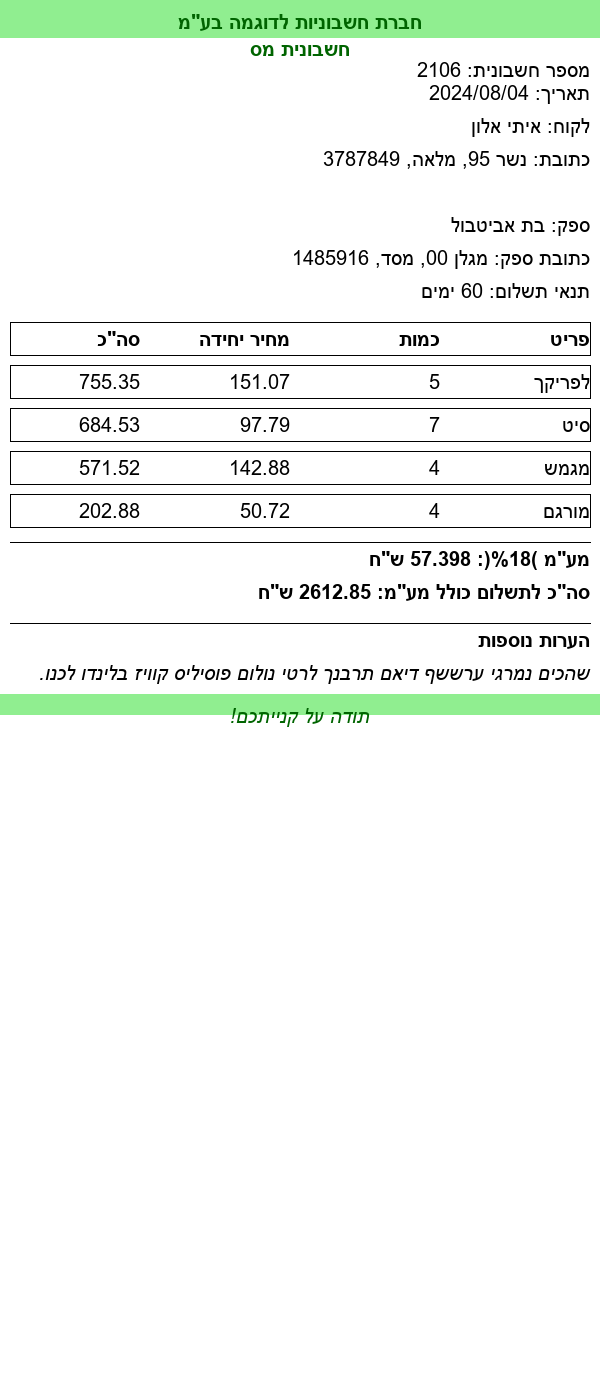 חברת חשבוניות לדוגמה בע"מ
חשבונית מס
מספר חשבונית: 2106
תאריך: 2024/08/04
לקוח: איתי אלון
כתובת: נשר 95, מלאה, 3787849
ספק: בת אביטבול
כתובת ספק: מגלן 00, מסד, 1485916
תנאי תשלום: 60 ימים
פריט כמות מחיר יחידה סה"כ
לפריקך 5 151.07 755.35
סיט 7 97.79 684.53
מגמש 4 142.88 571.52
מורגם 4 50.72 202.88
מע"מ )18%(: 57.398 ש"ח
סה"כ לתשלום כולל מע"מ: 2612.85 ש"ח
הערות נוספות
שהכים נמרגי ערששף דיאם תרבנך לרטי נולום פוסיליס קוויז בלינדו לכנו.
תודה על קנייתכם!